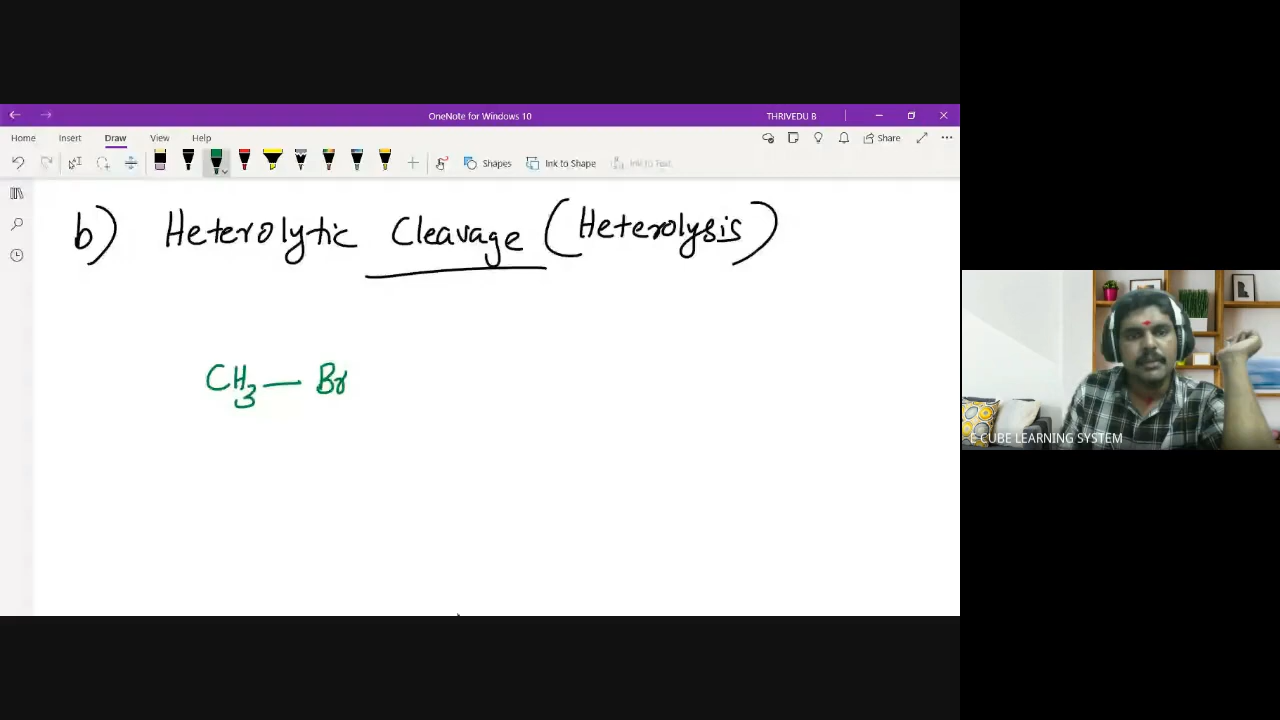 OneNote for Windows 10
THRIVEDU B
Home Insert Draw View Help
Share
Shapes Ink to Shape Ink to Text
b) Heterolytic Cleavage (Heterolysis)
CH3 — Br
E CUBE LEARNING SYSTEM